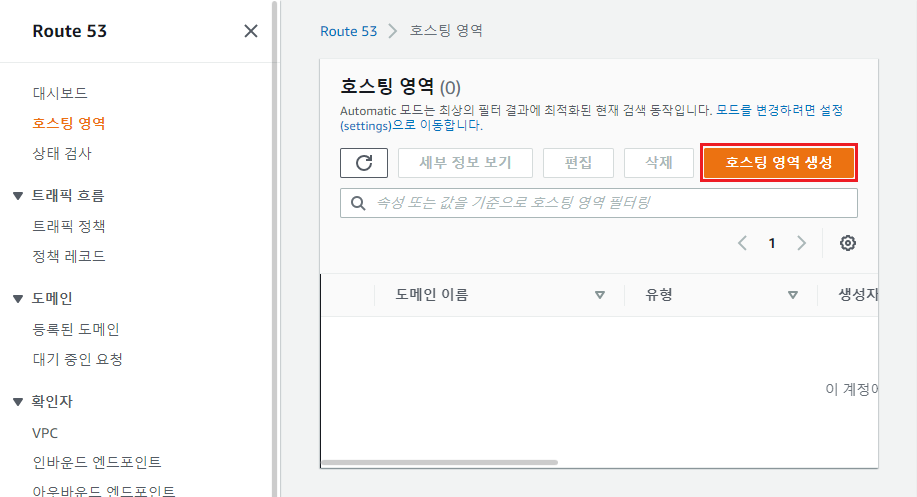 Route 53
대시보드
호스팅 영역
상태 검사
트래픽 흐름
트래픽 정책
정책 레코드
도메인
등록된 도메인
대기 중인 요청
확인자
VPC
인바운드 엔드포인트
아웃바운드 엔드포인트
Route 53 > 호스팅 영역
호스팅 영역 (0)
Automatic 모드는 최상의 필터 결과에 최적화된 현재 검색 동작입니다. 모드를 변경하려면 설정
(settings)으로 이동합니다.
세부 정보 보기 편집 삭제 호스팅 영역 생성
속성 또는 값을 기준으로 호스팅 영역 필터링
1
도메인 이름 유형 생성자
이 계정에